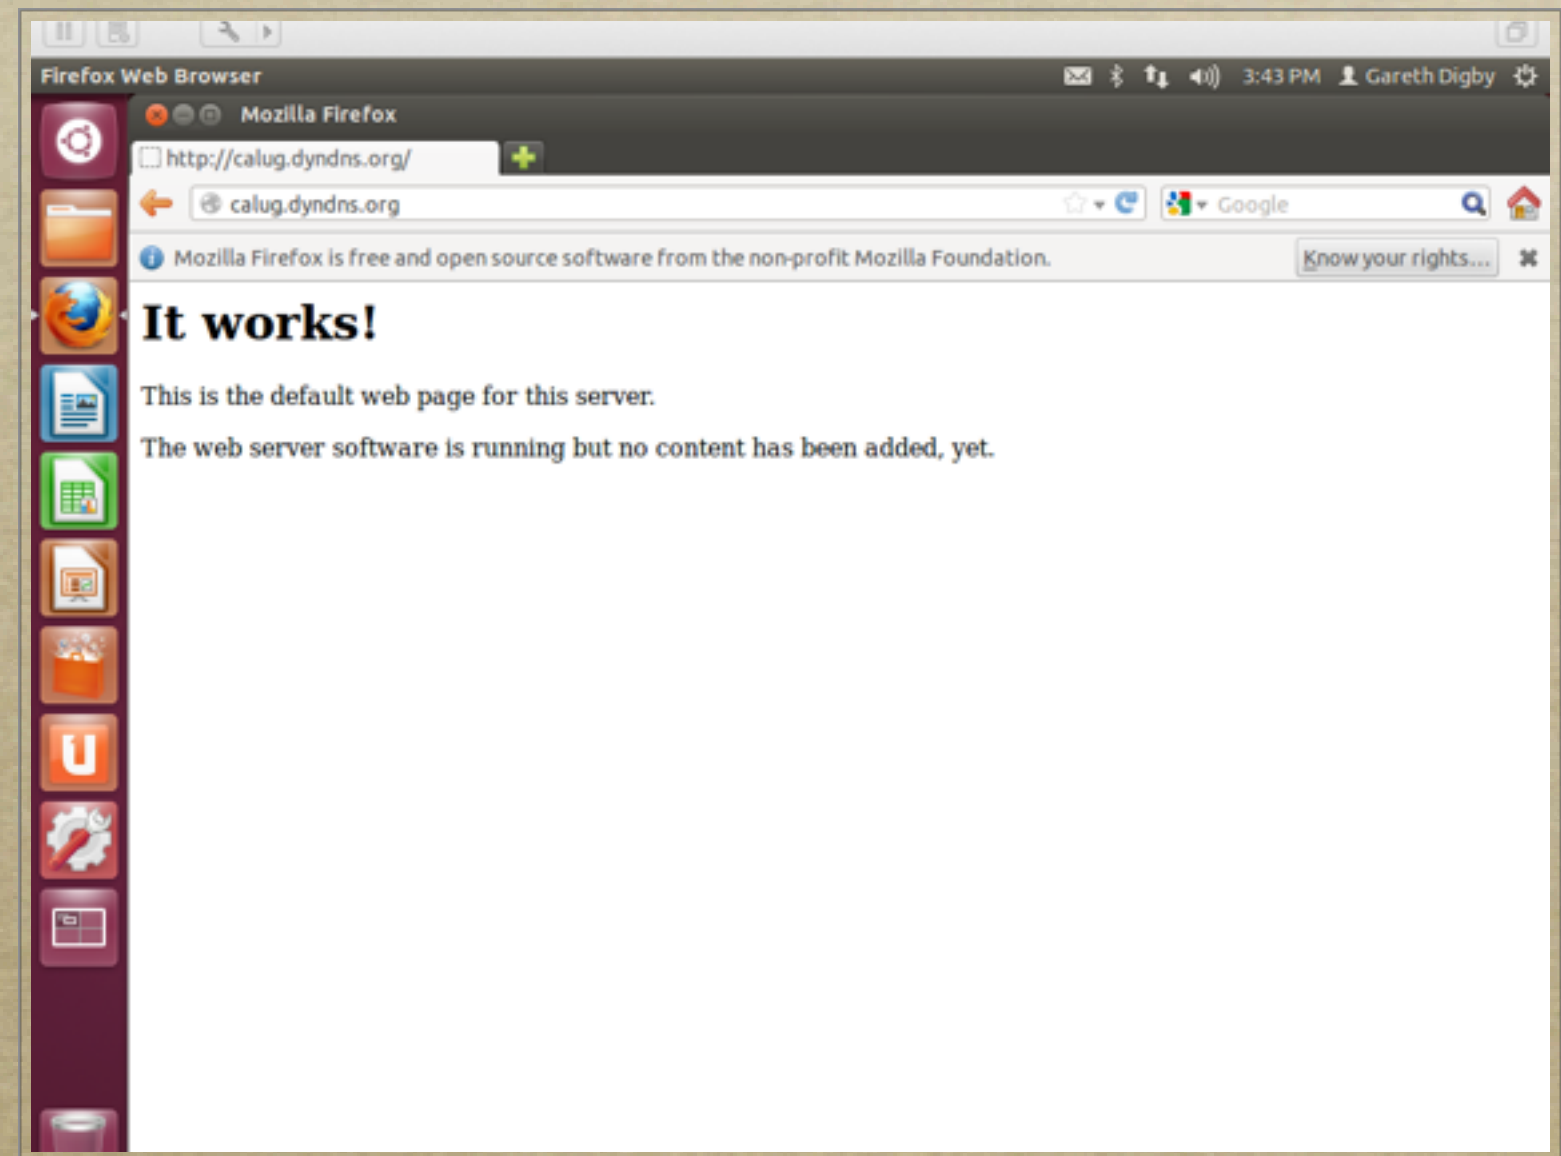 Firefox Web Browser
3:43 PM Gareth Digby
Mozilla Firefox
http://calug.dyndns.org/
calug.dyndns.org
Google
Mozilla Firefox is free and open source software from the non-profit Mozilla Foundation.
Know your rights...
It works!
This is the default web page for this server.
The web server software is running but no content has been added, yet.